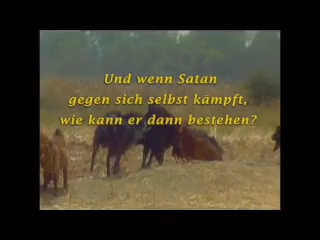 Und wenn Satan
gegen sich selbst kämpft,
wie kann er dann bestehen?